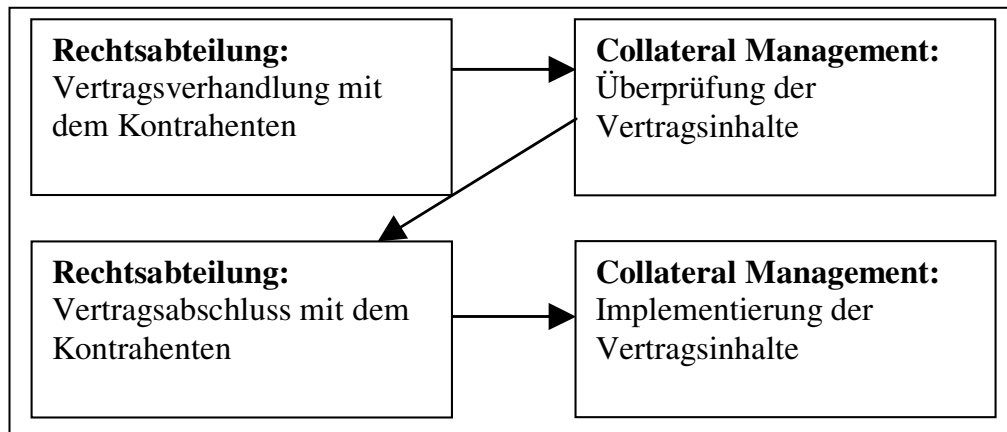 Rechtsabteilung:
Vertragsverhandlung mit
dem Kontrahenten
Collateral Management:
Überprüfung der
Vertragsinhalte
Rechtsabteilung:
Vertragsabschluss mit dem
Kontrahenten
Collateral Management:
Implementierung der
Vertragsinhalte